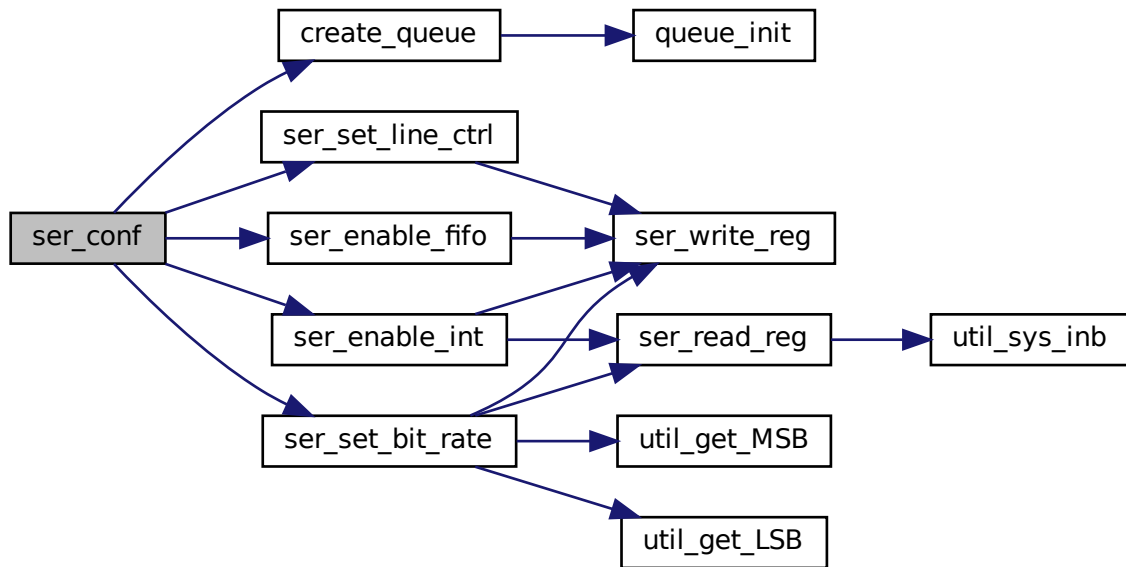 create_queue
queue_init
ser_set_line_ctrl
ser_conf
ser_enable_fifo
ser_write_reg
ser_enable_int
ser_read_reg
util_sys_inb
ser_set_bit_rate
util_get_MSB
util_get_LSB